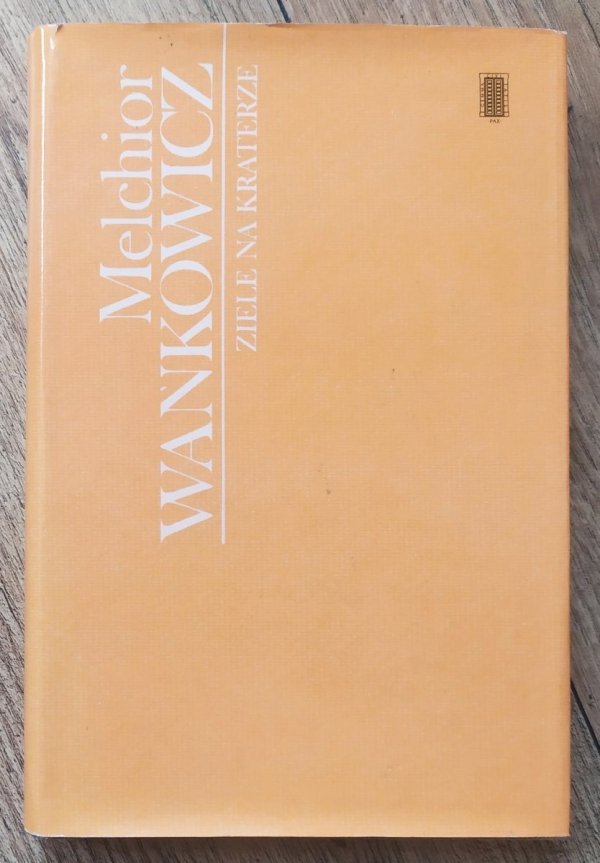 Melchior
WAŃKOWICZ
ZIELE NA KRATERZE
PAX